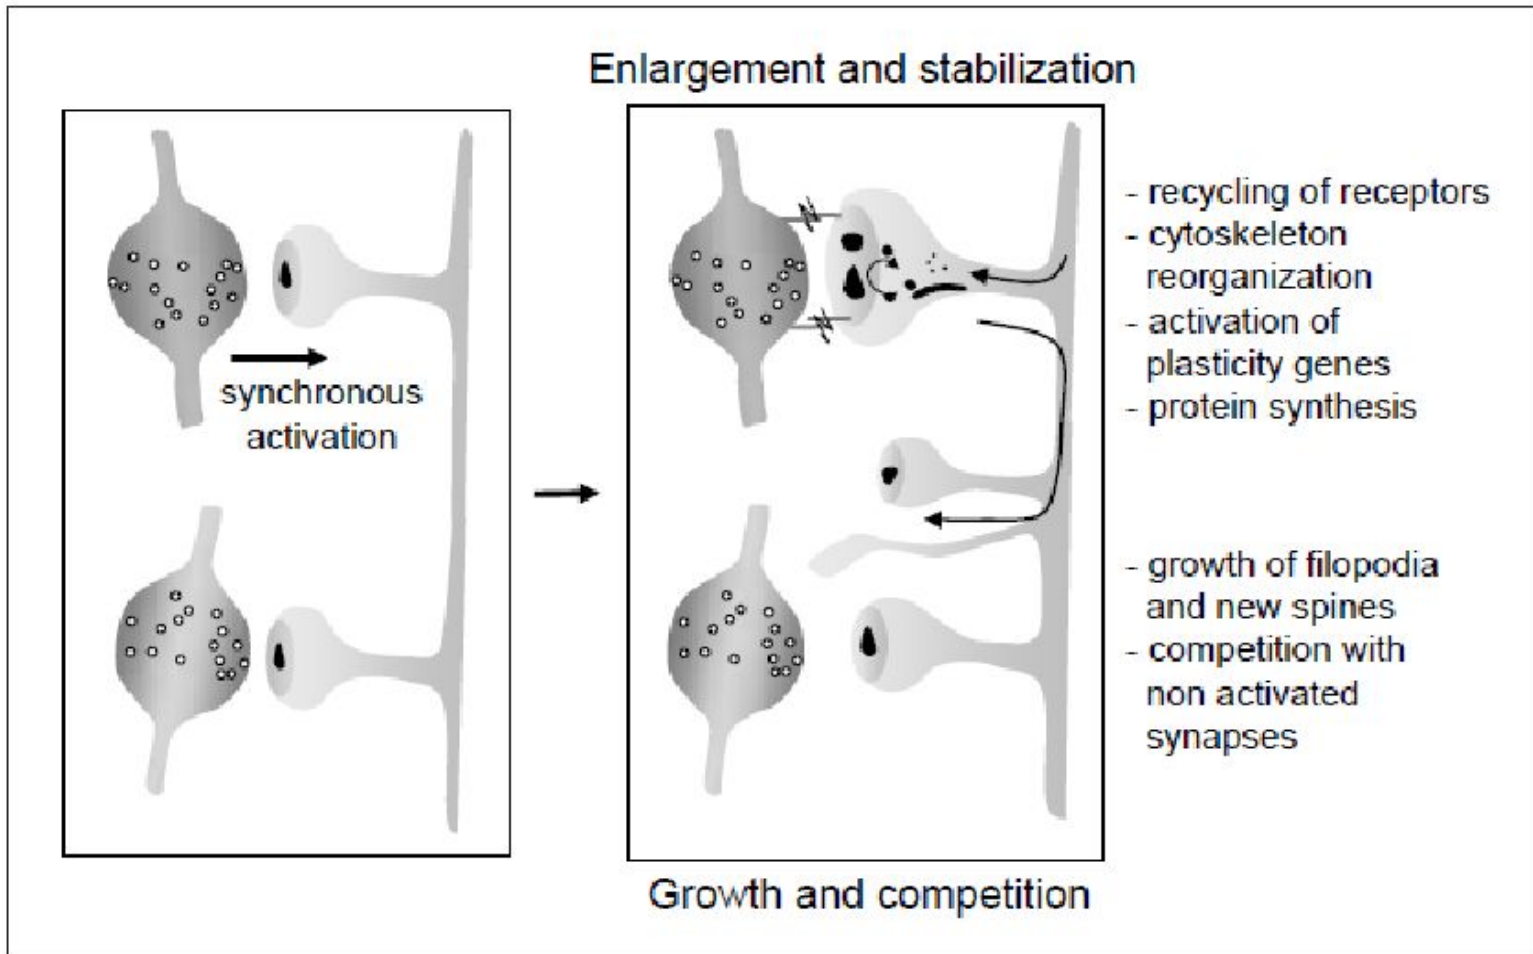 Enlargement and stabilization
synchronous
activation
- recycling of receptors
- cytoskeleton
reorganization
- activation of
plasticity genes
- protein synthesis
- growth of filopodia
and new spines
- competition with
non activated
synapses
Growth and competition